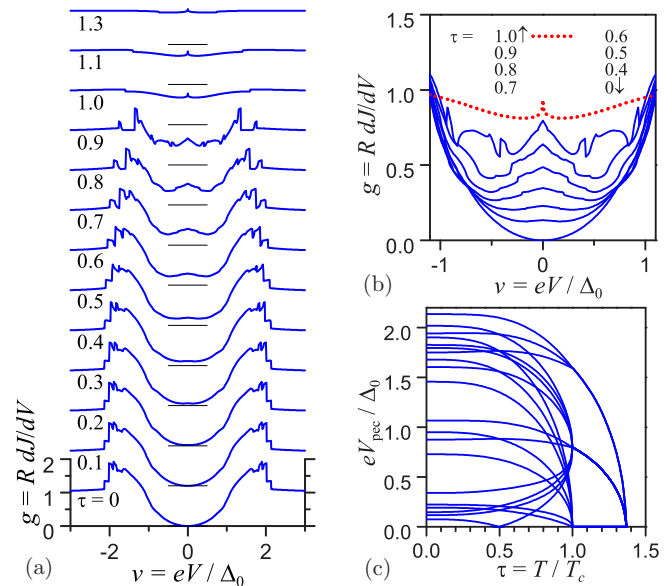 1.3
1.1
1.0
0.9
0.8
0.7
0.6
0.5
0.4
0.3
0.2
0.1
τ = 0
g = R dJ/dV
2
1
0
-2 0 2
v = eV / Δ₀
(a)
τ = 1.0↑ 0.6
0.9 0.5
0.8 0.4
0.7 0↓
g = R dJ/dV
1.5
1.0
0.5
0.0
-1 0 1
v = eV / Δ₀
(b)
eVpec / Δ₀
2.0
1.5
1.0
0.5
0.0
0.0 0.5 1.0 1.5
τ = T / Tc
(c)